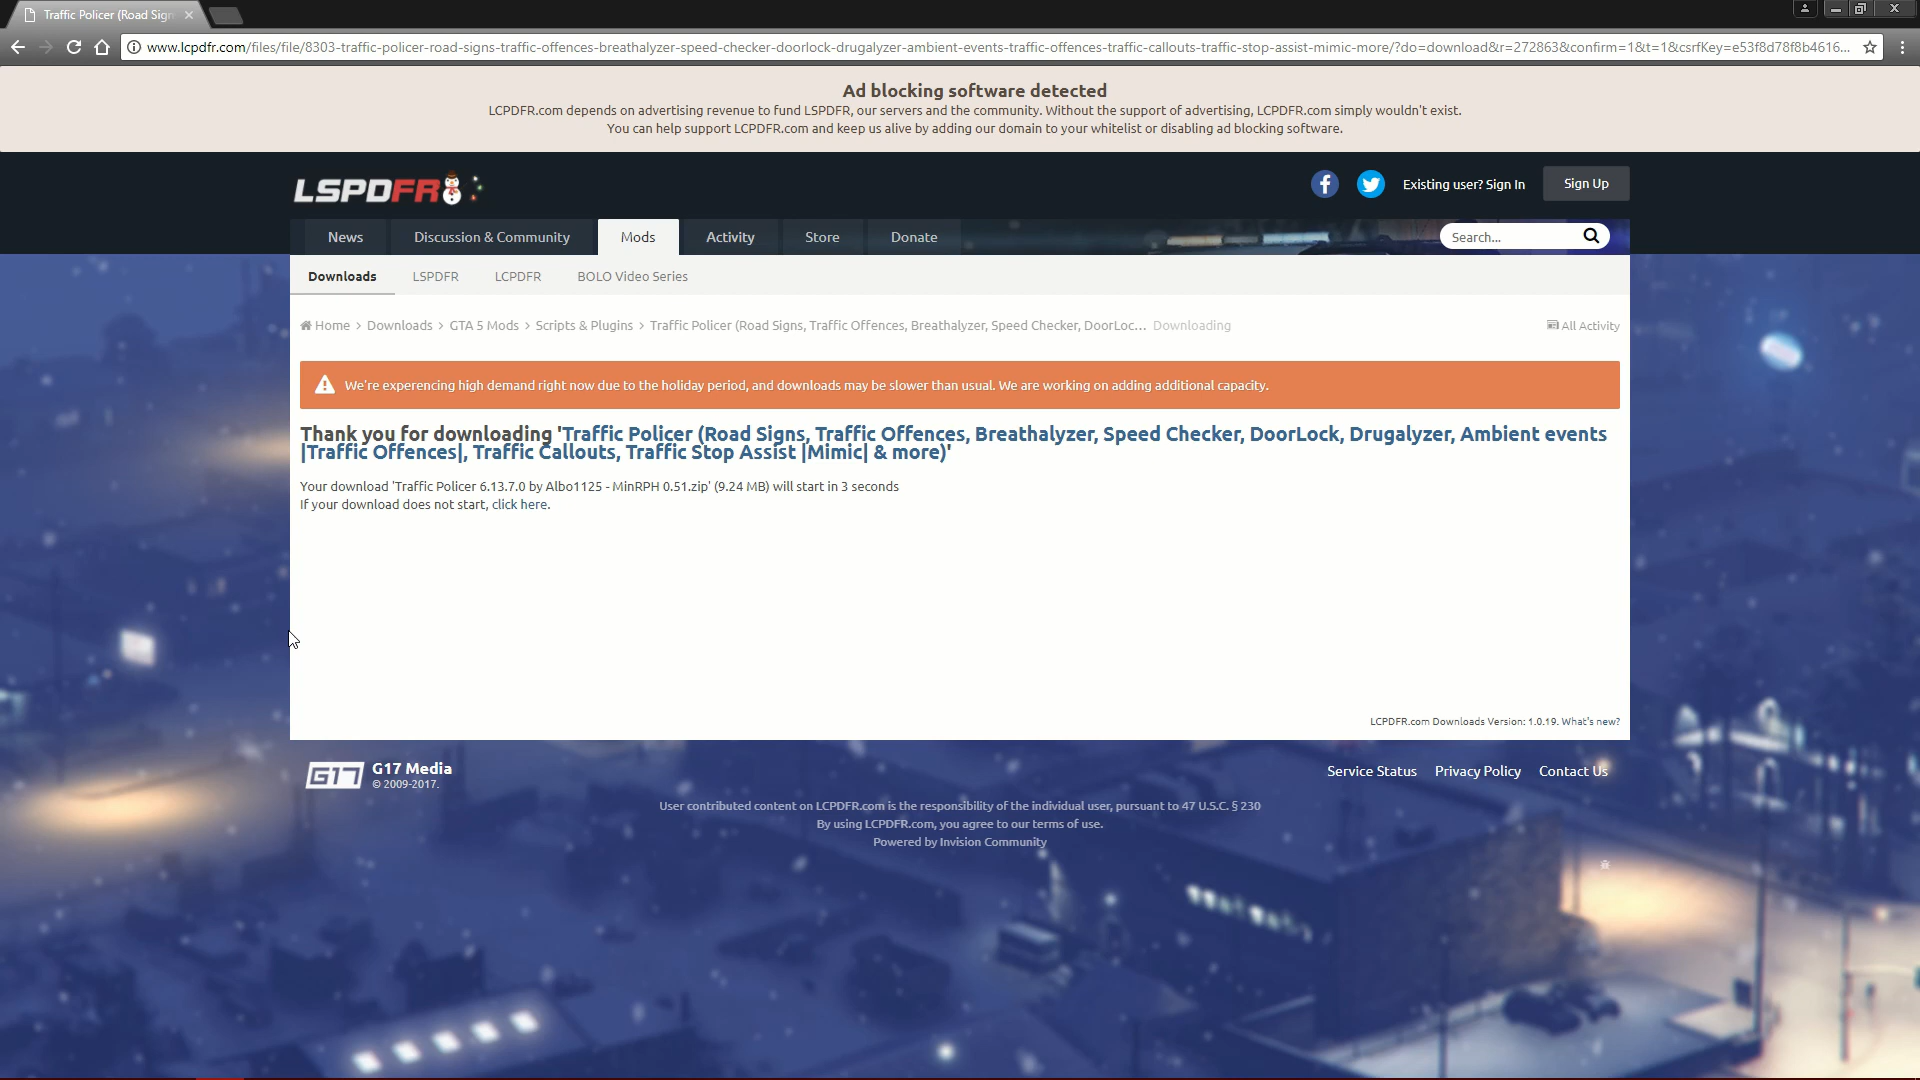 Traffic Policer (Road Sign
www.lcpdfr.com/files/file/8303-traffic-policer-road-signs-traffic-offences-breathalyzer-speed-checker-doorlock-drugalyzer-ambient-events-traffic-offences-traffic-callouts-traffic-stop-assist-mimic-more/?do=download&r=272863&confirm=1&t=1&csrfKey=e53f8d78f8b4616...
Ad blocking software detected
LCPDFR.com depends on advertising revenue to fund LSPDFR, our servers and the community. Without the support of advertising, LCPDFR.com simply wouldn't exist.
You can help support LCPDFR.com and keep us alive by adding our domain to your whitelist or disabling ad blocking software.
LSPDFR
Existing user? Sign In
Sign Up
News
Discussion & Community
Mods
Activity
Store
Donate
Search...
Downloads
LSPDFR
LCPDFR
BOLO Video Series
Home > Downloads > GTA 5 Mods > Scripts & Plugins > Traffic Policer (Road Signs, Traffic Offences, Breathalyzer, Speed Checker, DoorLoc... Downloading
All Activity
We're experencing high demand right now due to the holiday period, and downloads may be slower than usual. We are working on adding additional capacity.
Thank you for downloading 'Traffic Policer (Road Signs, Traffic Offences, Breathalyzer, Speed Checker, DoorLock, Drugalyzer, Ambient events
|Traffic Offences|, Traffic Callouts, Traffic Stop Assist |Mimic| & more)'
Your download 'Traffic Policer 6.13.7.0 by Albo1125 - MinRPH 0.51.zip' (9.24 MB) will start in 3 seconds
If your download does not start, click here.
LCPDFR.com Downloads Version: 1.0.19. What's new?
G17
G17 Media
© 2009-2017.
Service Status
Privacy Policy
Contact Us
User contributed content on LCPDFR.com is the responsibility of the individual user, pursuant to 47 U.S.C. § 230
By using LCPDFR.com, you agree to our terms of use.
Powered by Invision Community